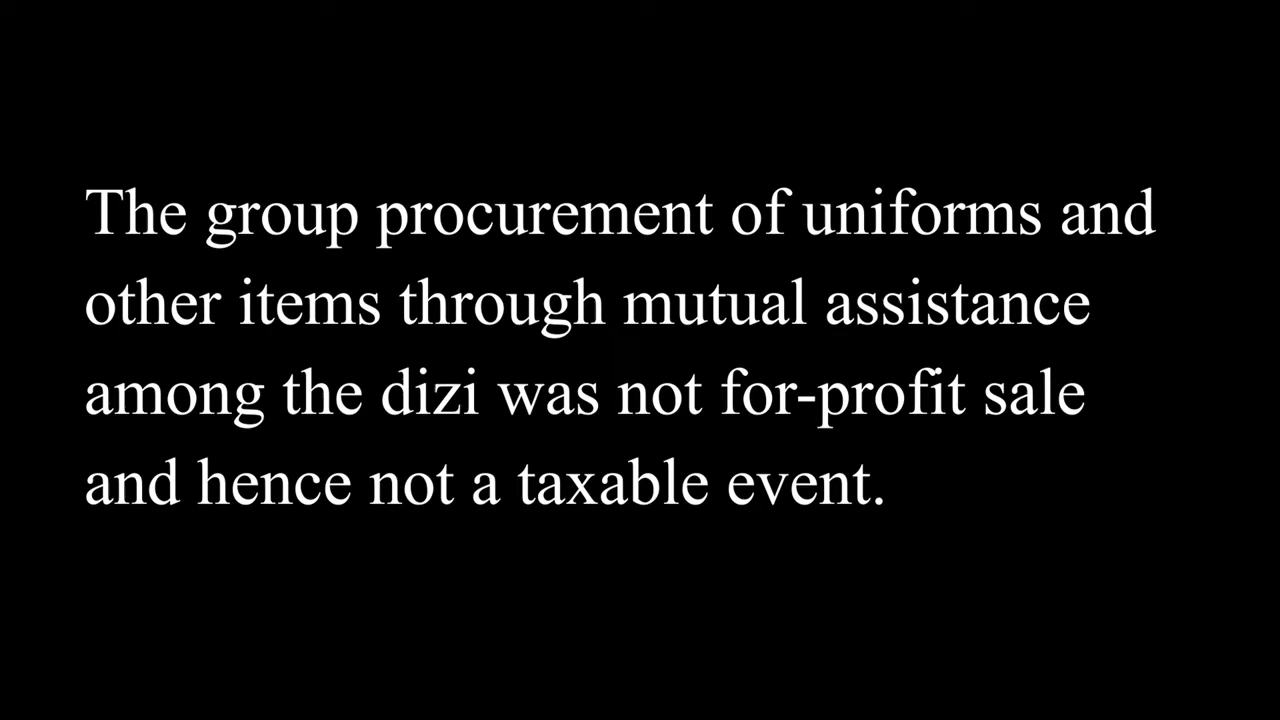 The group procurement of uniforms and
other items through mutual assistance
among the dizi was not for-profit sale
and hence not a taxable event.